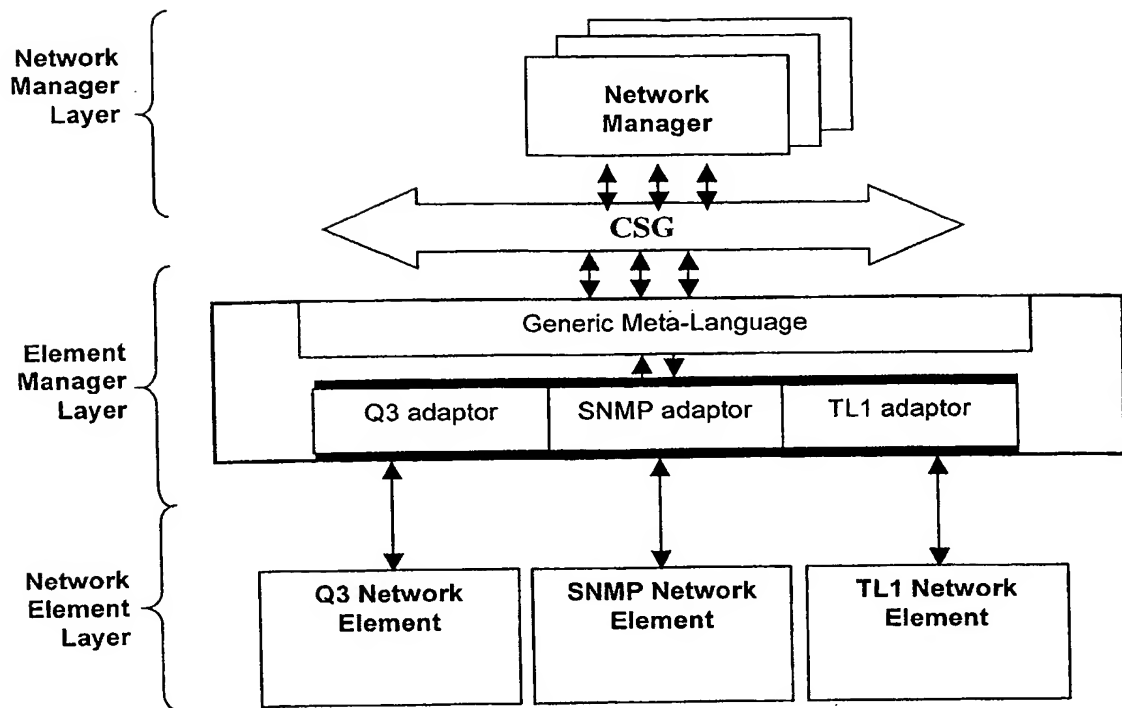 Network
Manager
Layer
Network
Manager
CSG
Generic Meta-Language
Element
Manager
Layer
Q3 adaptor
SNMP adaptor
TL1 adaptor
Network
Element
Layer
Q3 Network
Element
SNMP Network
Element
TL1 Network
Element